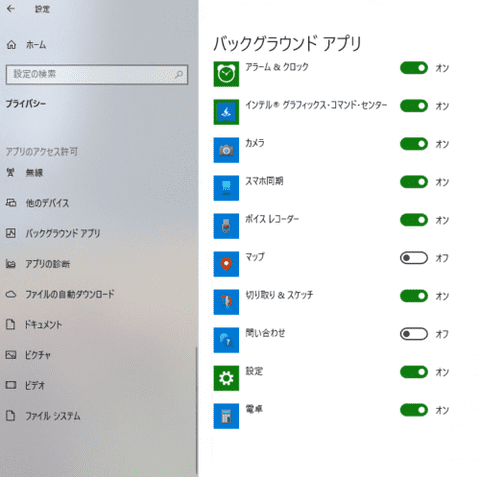 設定
ホーム
設定の検索
プライバシー
アプリのアクセス許可
無線
他のデバイス
バックグラウンド アプリ
アプリの診断
ファイルの自動ダウンロード
ドキュメント
ピクチャ
ビデオ
ファイル システム
バックグラウンド アプリ
アラーム & クロック オン
インテル® グラフィックス・コマンド・センター オン
カメラ オン
スマホ同期 オン
ボイス レコーダー オン
マップ オフ
切り取り & スケッチ オン
問い合わせ オフ
設定 オン
電卓 オン